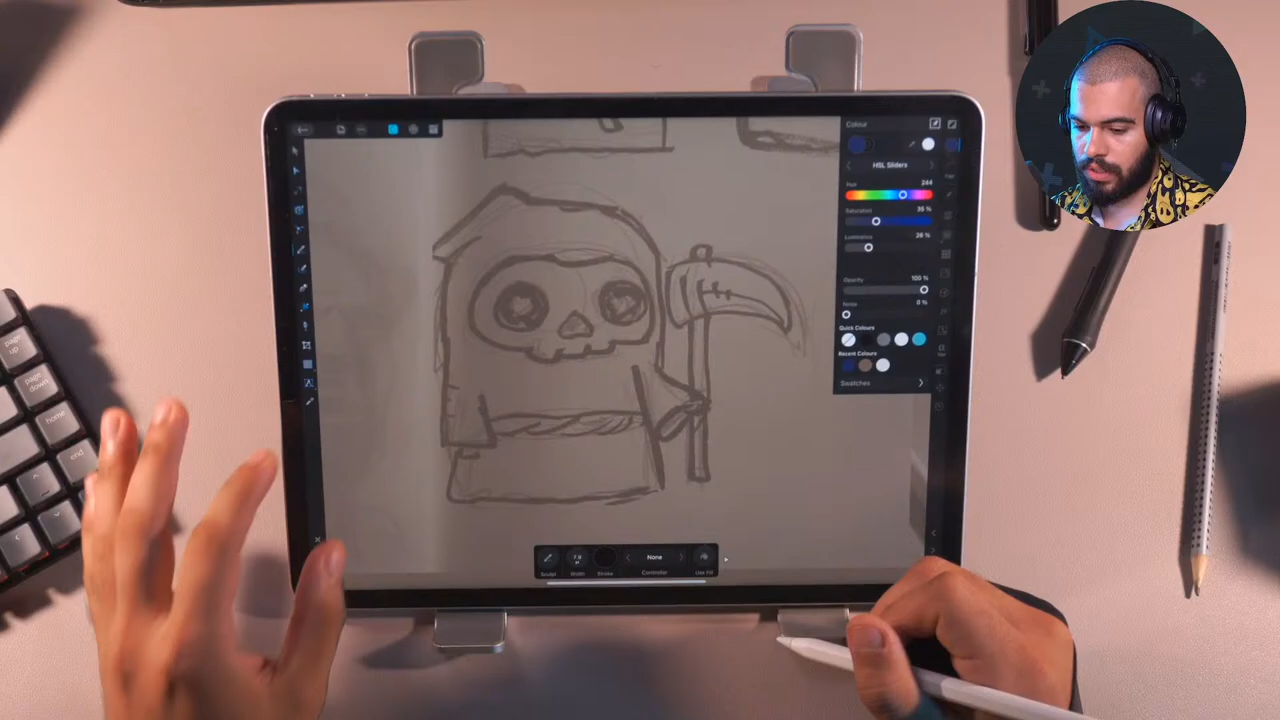 Colour
HSL Sliders
Hue 244
Saturation 35 %
Luminance 26 %
Opacity 100 %
Noise 0 %
Quick Colours
Recent Colours
Swatches
None
Sculpt Width Stroke Controller Use Fill
page up
page down
home
end